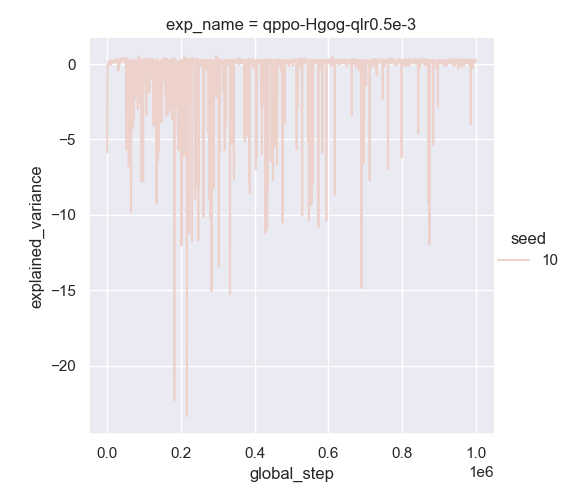 exp_name = qppo-Hgog-qlr0.5e-3
0
−5
−10
−15
−20
explained_variance
0.0 0.2 0.4 0.6 0.8 1.0
1e6
global_step
seed
10